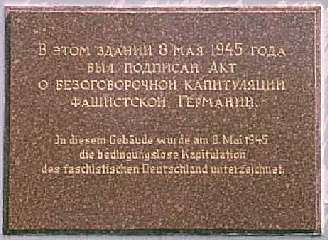 В ЭТОМ ЗДАНИИ 8 МАЯ 1945 ГОДА
БЫЛ ПОДПИСАН АКТ
О БЕЗОГОВОРОЧНОЙ КАПИТУЛЯЦИИ
ФАШИСТСКОЙ ГЕРМАНИИ.
In diesem Gebäude wurde am 8. Mai 1945
die bedingungslose Kapitulation
des faschistischen Deutschland unterzeichnet.